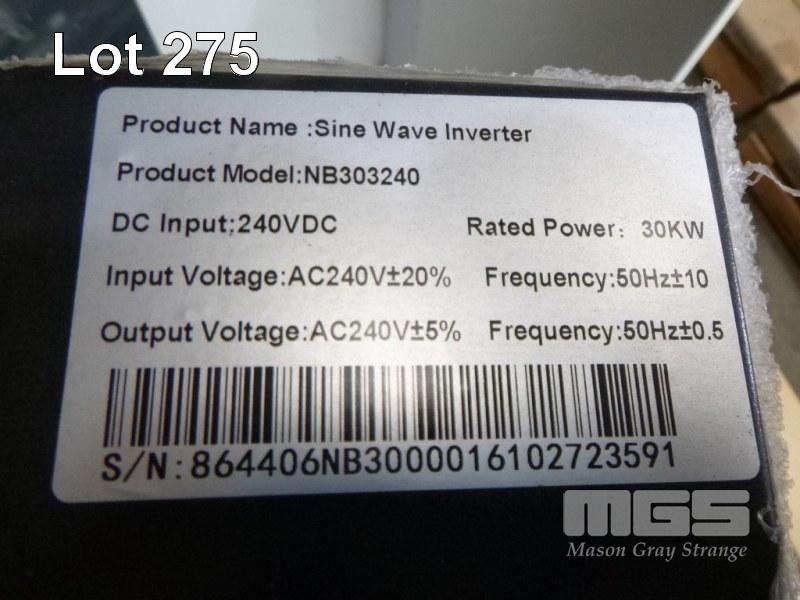 Lot 275
Product Name :Sine Wave Inverter
Product Model:NB303240
DC Input:240VDC Rated Power: 30KW
Input Voltage:AC240V±20% Frequency:50Hz±10
Output Voltage:AC240V±5% Frequency:50Hz±0.5
S/N:864406NB3000016102723591
MGS
Mason Gray Strange